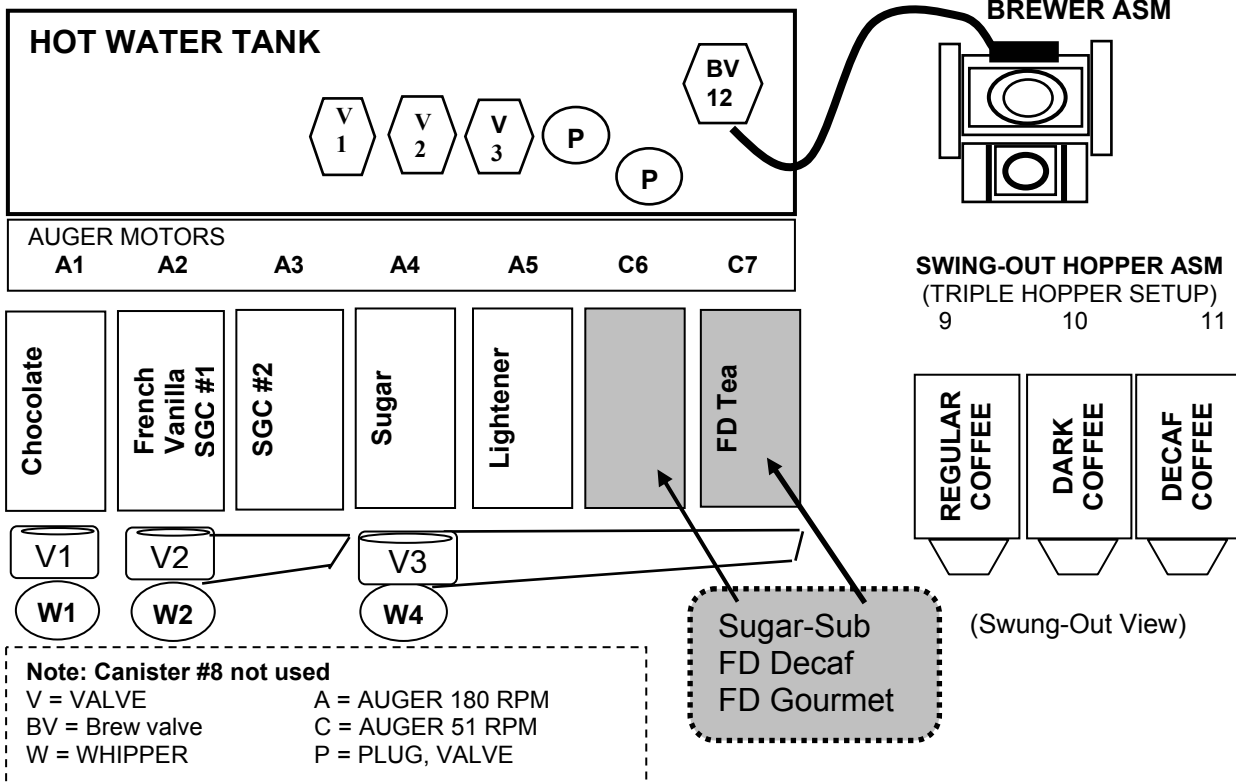 BREWER ASM
HOT WATER TANK
BV
12
V
1
V
2
V
3
P
P
AUGER MOTORS
A1 A2 A3 A4 A5 C6 C7
SWING-OUT HOPPER ASM
(TRIPLE HOPPER SETUP)
9 10 11
Chocolate
French
Vanilla
SGC #1
SGC #2
Sugar
Lightener
FD Tea
REGULAR
COFFEE
DARK
COFFEE
DECAF
COFFEE
V1 V2 V3
W1 W2 W4
Sugar-Sub
FD Decaf
FD Gourmet
(Swung-Out View)
Note: Canister #8 not used
V = VALVE A = AUGER 180 RPM
BV = Brew valve C = AUGER 51 RPM
W = WHIPPER P = PLUG, VALVE